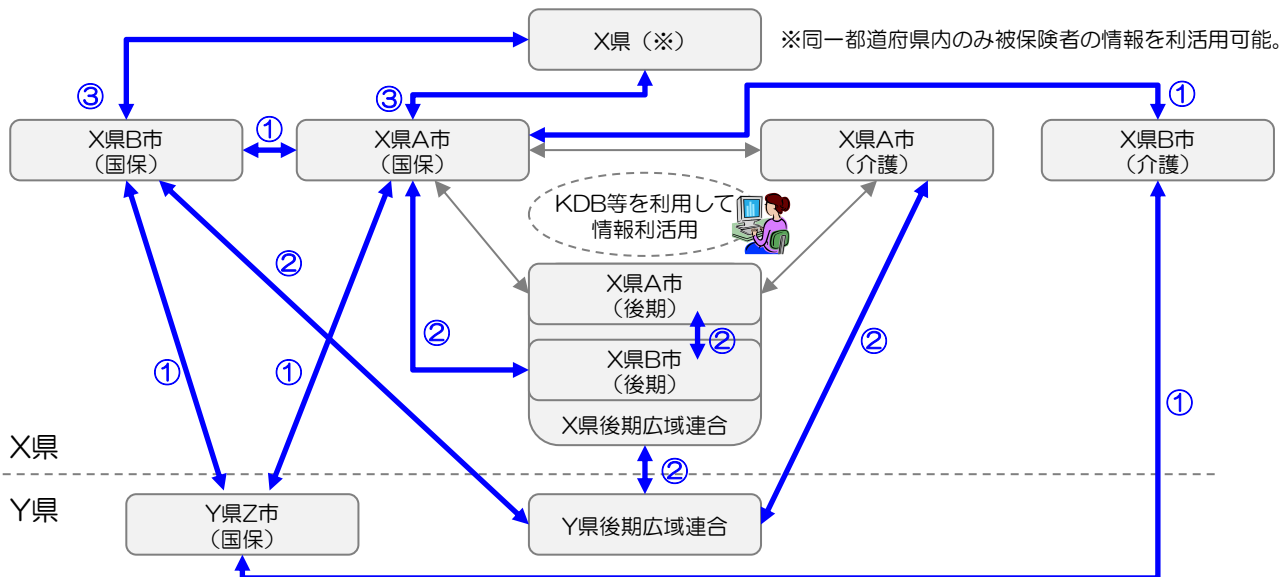 X県（※）
※同一都道府県内のみ被保険者の情報を利活用可能。
③
③
①
①
X県B市
（国保）
X県A市
（国保）
X県A市
（介護）
X県B市
（介護）
KDB等を利用して
情報利活用
②
X県A市
（後期）
②
②
②
X県B市
（後期）
①
①
①
X県後期広域連合
X県
②
Y県
Y県Z市
（国保）
Y県後期広域連合